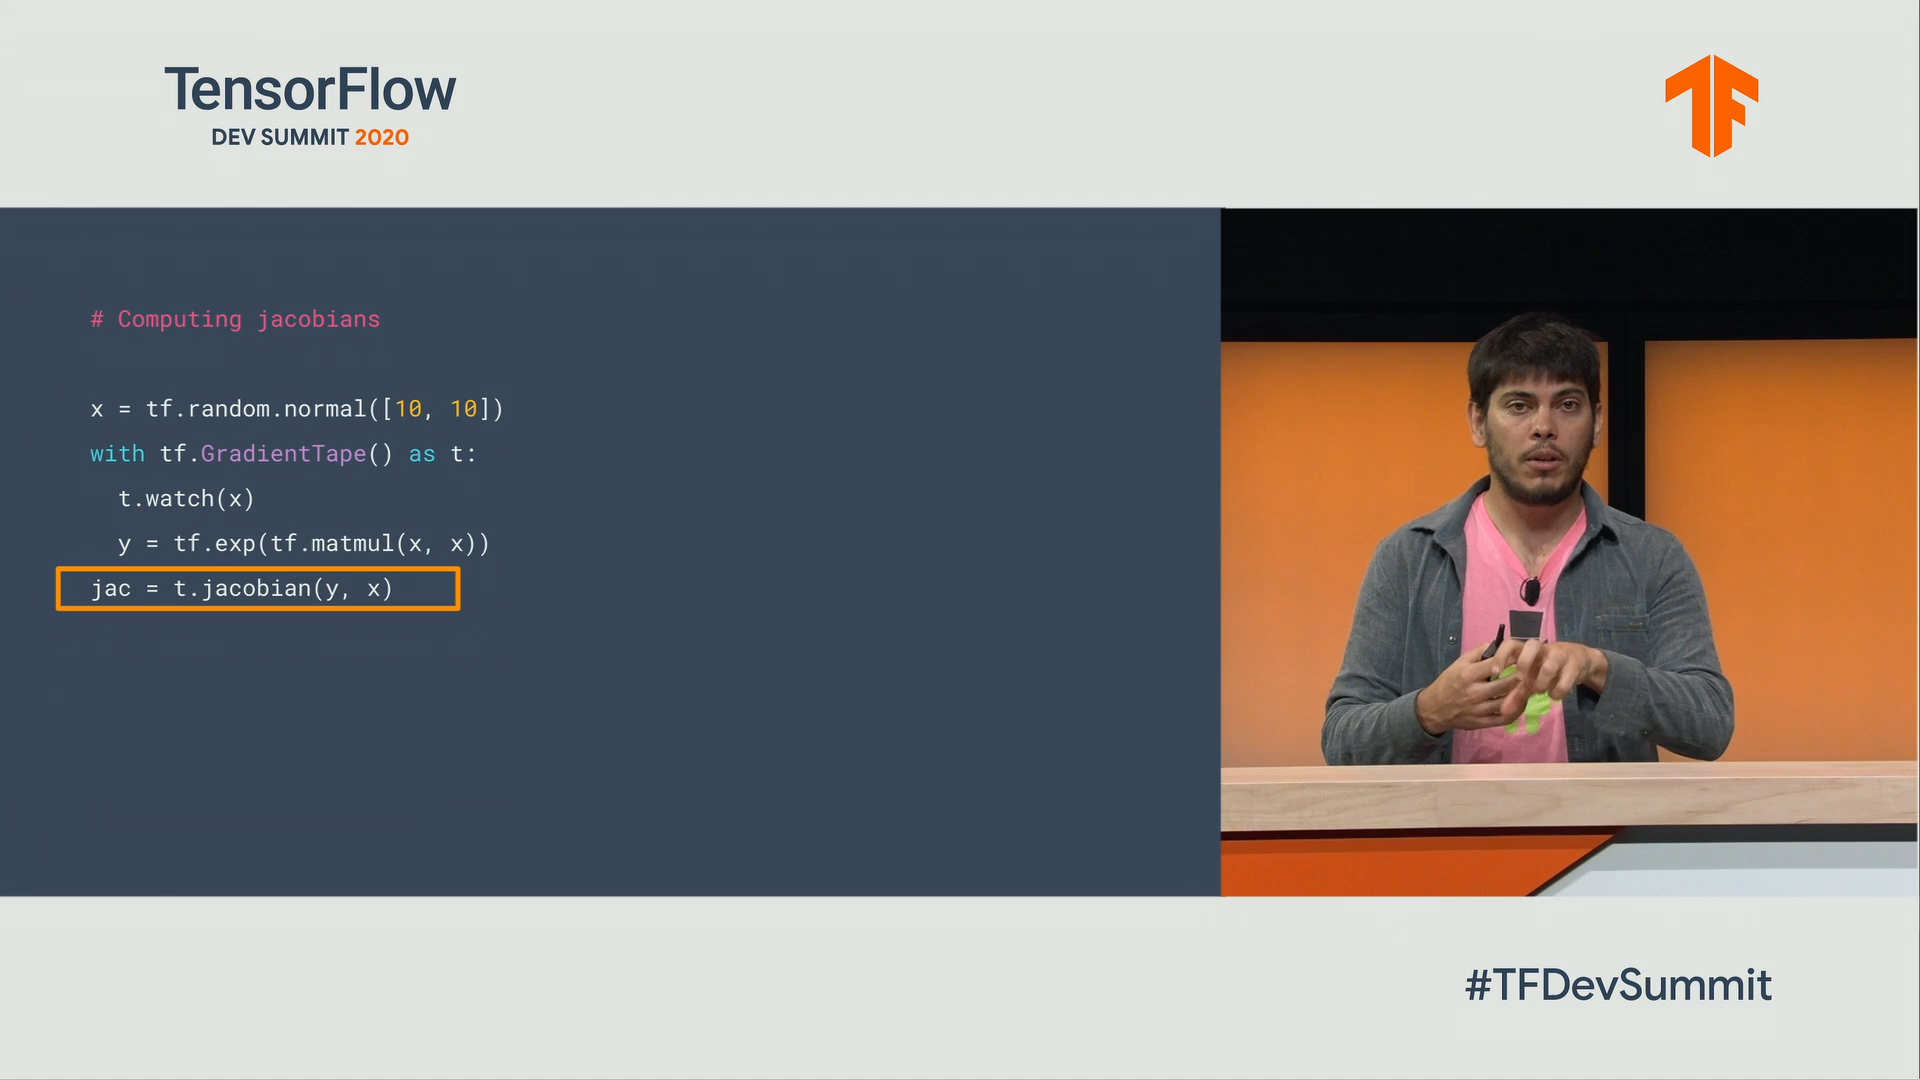 TensorFlow
DEV SUMMIT 2020
# Computing jacobians
x = tf.random.normal([10, 10])
with tf.GradientTape() as t:
  t.watch(x)
  y = tf.exp(tf.matmul(x, x))
jac = t.jacobian(y, x)
#TFDevSummit